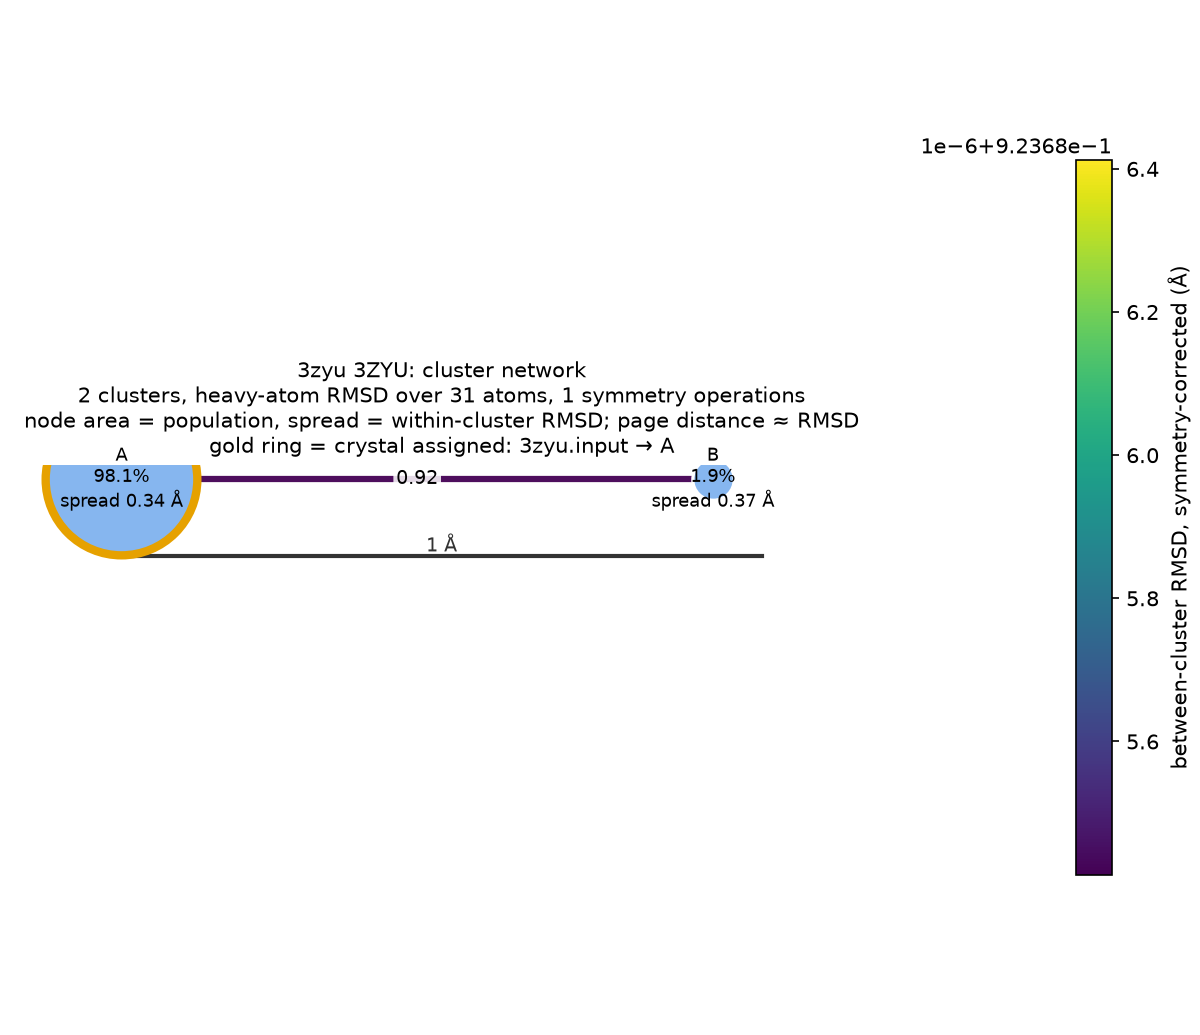 1e−6+9.2368e−1
6.4
6.2
6.0
5.8
5.6
between-cluster RMSD, symmetry-corrected (Å)
3zyu 3ZYU: cluster network
2 clusters, heavy-atom RMSD over 31 atoms, 1 symmetry operations
node area = population, spread = within-cluster RMSD; page distance ≈ RMSD
gold ring = crystal assigned: 3zyu.input → A
A
98.1%
spread 0.34 Å
0.92
B
1.9%
spread 0.37 Å
1 Å